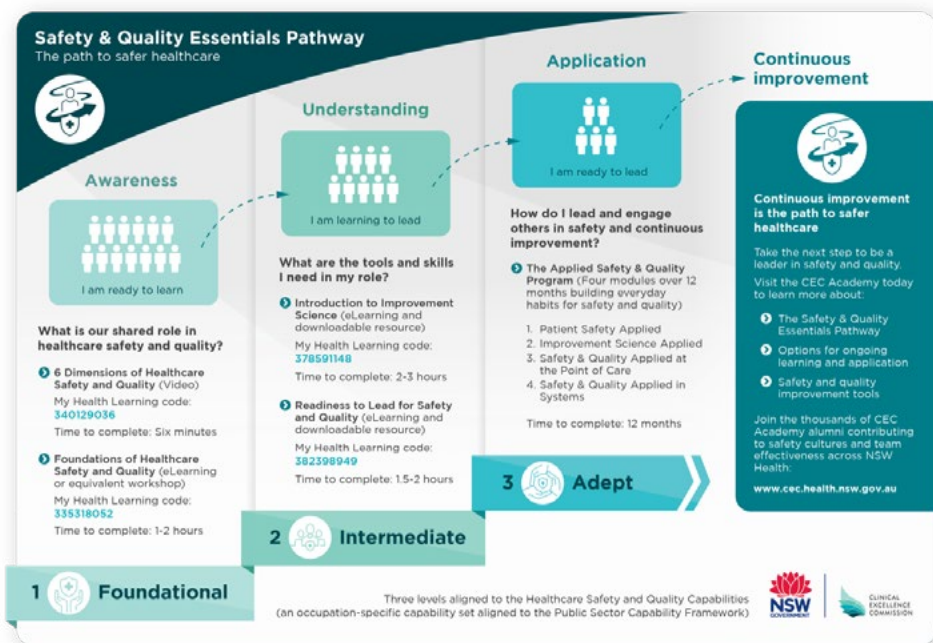 Safety & Quality Essentials Pathway
The path to safer healthcare
Awareness
I am ready to learn
What is our shared role in
healthcare safety and quality?
6 Dimensions of Healthcare
Safety and Quality (Video)
My Health Learning code:
340129036
Time to complete: Six minutes
Foundations of Healthcare
Safety and Quality (eLearning
or equivalent workshop)
My Health Learning code:
335318052
Time to complete: 1-2 hours
1 Foundational
Understanding
I am learning to lead
What are the tools and skills
I need in my role?
Introduction to Improvement
Science (eLearning and
downloadable resource)
My Health Learning code:
378591148
Time to complete: 2-3 hours
Readiness to Lead for Safety
and Quality (eLearning and
downloadable resource)
My Health Learning code:
382398949
Time to complete: 1.5-2 hours
2 Intermediate
Application
I am ready to lead
How do I lead and engage
others in safety and continuous
improvement?
The Applied Safety & Quality
Program (Four modules over 12
months building everyday
habits for safety and quality)
1. Patient Safety Applied
2. Improvement Science Applied
3. Safety & Quality Applied at
the Point of Care
4. Safety & Quality Applied in
Systems
Time to complete: 12 months
3 Adept
Continuous
improvement
Continuous improvement
is the path to safer
healthcare
Take the next step to be a
leader in safety and quality.
Visit the CEC Academy today
to learn more about:
The Safety & Quality
Essentials Pathway
Options for ongoing
learning and application
Safety and quality
improvement tools
Join the thousands of CEC
Academy alumni contributing
to safety cultures and team
effectiveness across NSW
Health:
www.cec.health.nsw.gov.au
Three levels aligned to the Healthcare Safety and Quality Capabilities
(an occupation-specific capability set aligned to the Public Sector Capability Framework)
NSW
GOVERNMENT
CLINICAL
EXCELLENCE
COMMISSION